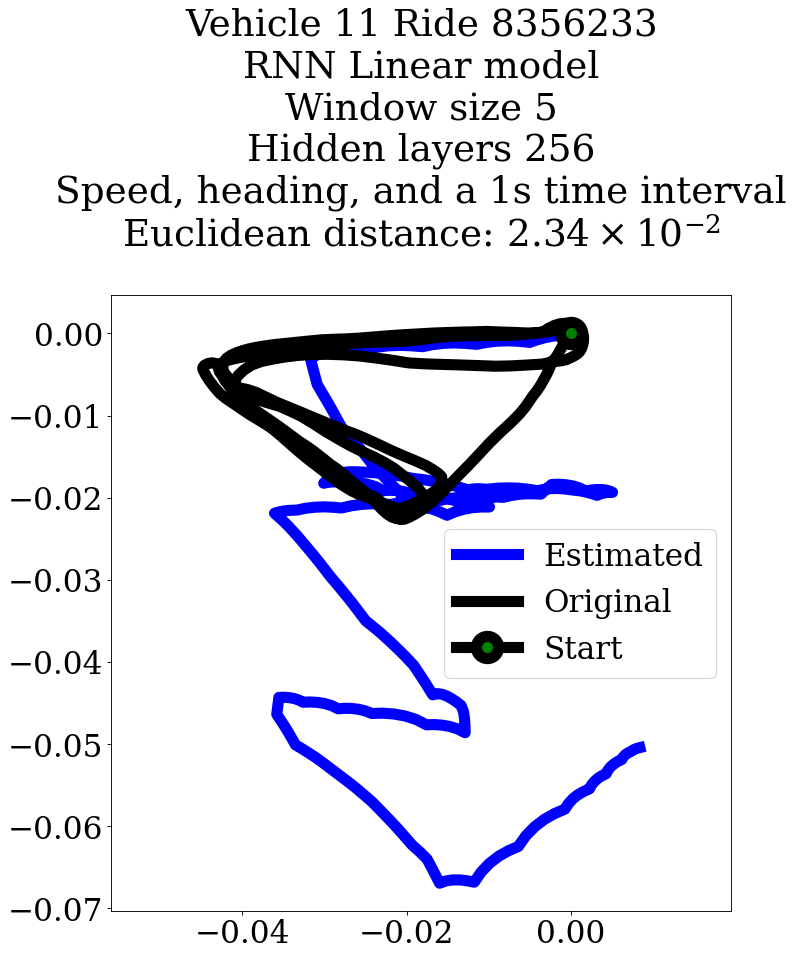 Vehicle 11 Ride 8356233
RNN Linear model
Window size 5
Hidden layers 256
Speed, heading, and a 1s time interval
Euclidean distance: 2.34 × 10⁻²
0.00
−0.01
−0.02
−0.03
−0.04
−0.05
−0.06
−0.07
Estimated
Original
Start
−0.04 −0.02 0.00